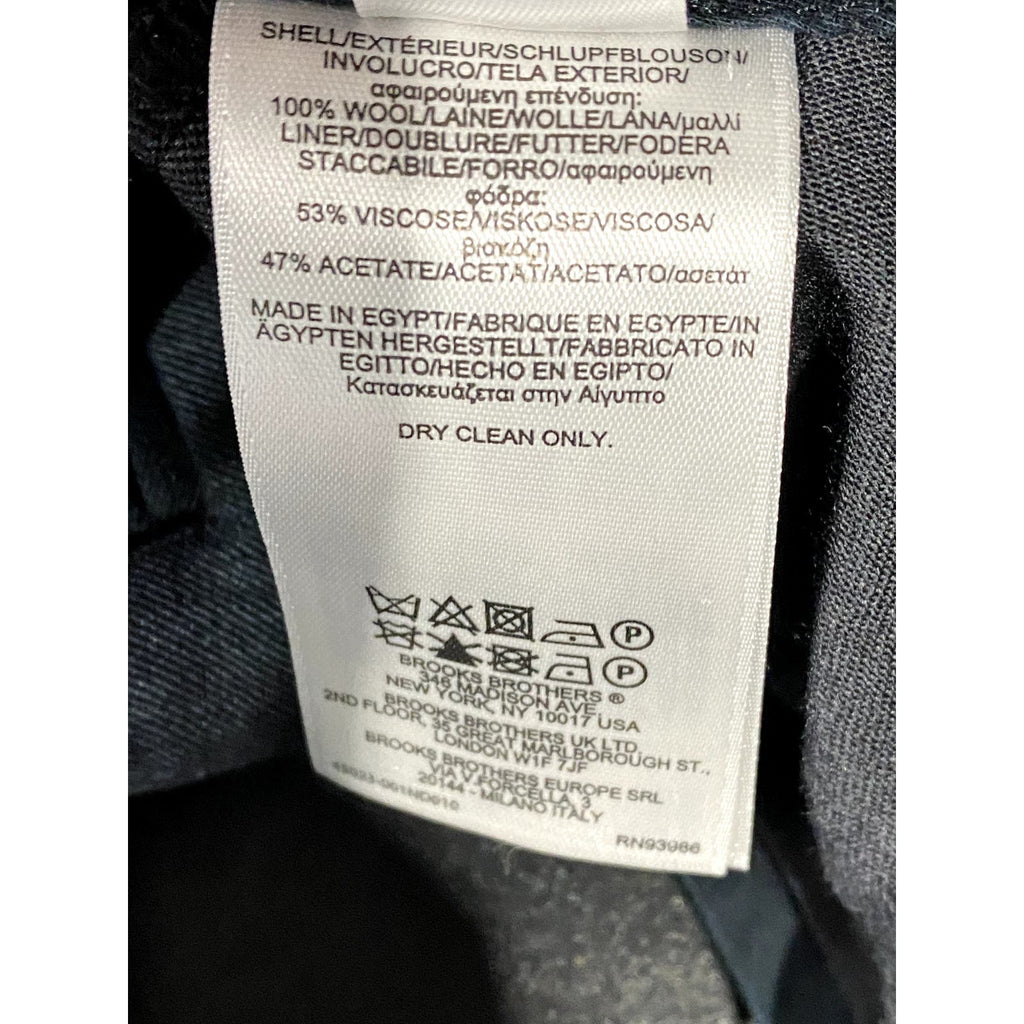 SHELL/EXTÉRIEUR/SCHLUPFBLOUSON/
INVOLUCRO/TELA EXTERIOR/
αφαιρούμενη επένδυση:
100% WOOL/LAINE/WOLLE/LANA/μαλλί
LINER/DOUBLURE/FUTTER/FODERA
STACCABILE/FORRO/αφαιρούμενη
φόδρα:
53% VISCOSE/VISKOSE/VISCOSA/
βισκόζη
47% ACETATE/ACETAT/ACETATO/ασετάτ
MADE IN EGYPT/FABRIQUE EN EGYPTE/IN
ÄGYPTEN HERGESTELLT/FABBRICATO IN
EGITTO/HECHO EN EGIPTO/
Κατασκευάζεται στην Αίγυπτο
DRY CLEAN ONLY.
P
P
BROOKS BROTHERS ®
346 MADISON AVE
NEW YORK, NY 10017 USA
BROOKS BROTHERS UK LTD
2ND FLOOR, 35 GREAT MARLBOROUGH ST.,
LONDON W1F 7JF
BROOKS BROTHERS EUROPE SRL
VIA V.FORCELLA, 3
20144 - MILANO ITALY
RN93986